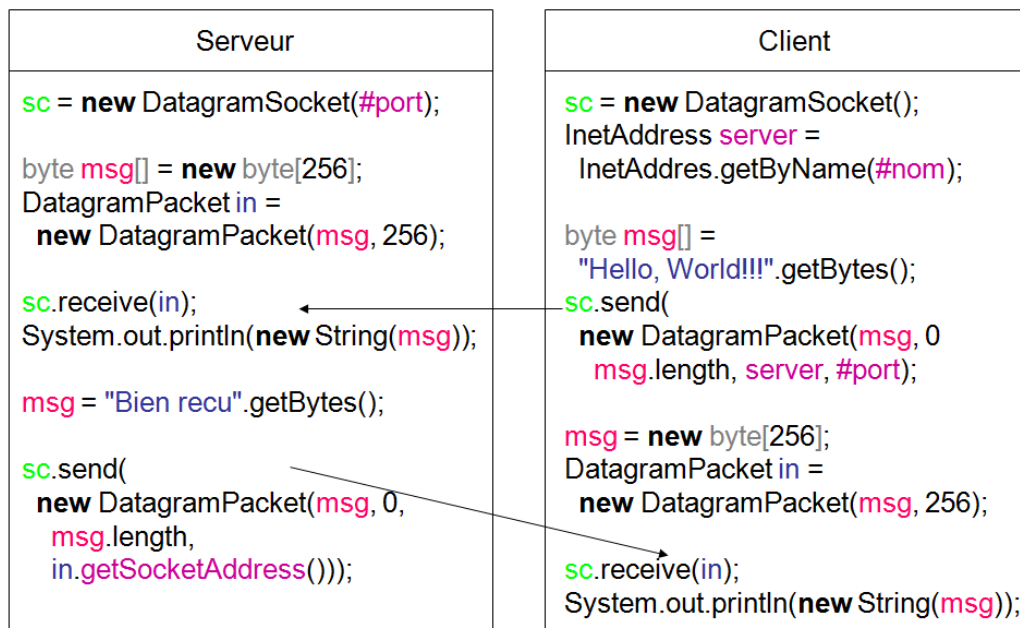 Serveur
sc = new DatagramSocket(#port);
byte msg[] = new byte[256];
DatagramPacket in =
new DatagramPacket(msg, 256);
sc.receive(in);
System.out.println(new String(msg));
msg = "Bien recu".getBytes();
sc.send(
new DatagramPacket(msg, 0,
msg.length,
in.getSocketAddress()));
Client
sc = new DatagramSocket();
InetAddress server =
InetAddres.getByName(#nom);
byte msg[] =
"Hello, World!!!".getBytes();
sc.send(
new DatagramPacket(msg, 0
msg.length, server, #port);
msg = new byte[256];
DatagramPacket in =
new DatagramPacket(msg, 256);
sc.receive(in);
System.out.println(new String(msg));